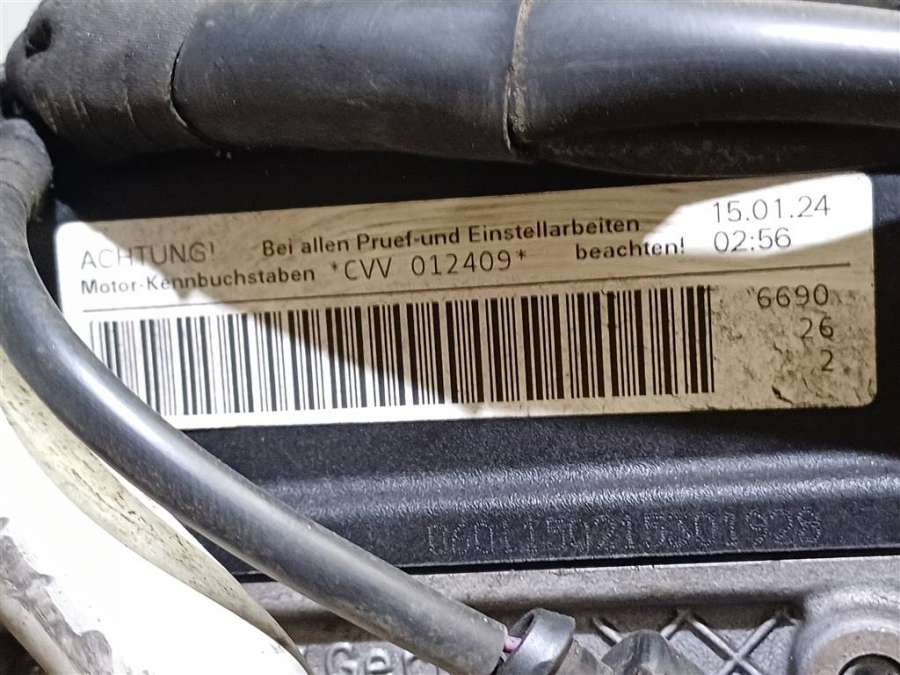 ACHTUNG! Bei allen Pruef-und Einstellarbeiten 15.01.24
Motor-Kennbuchstaben *CVV 012409* beachten! 02:56
6690
26
2
Ger